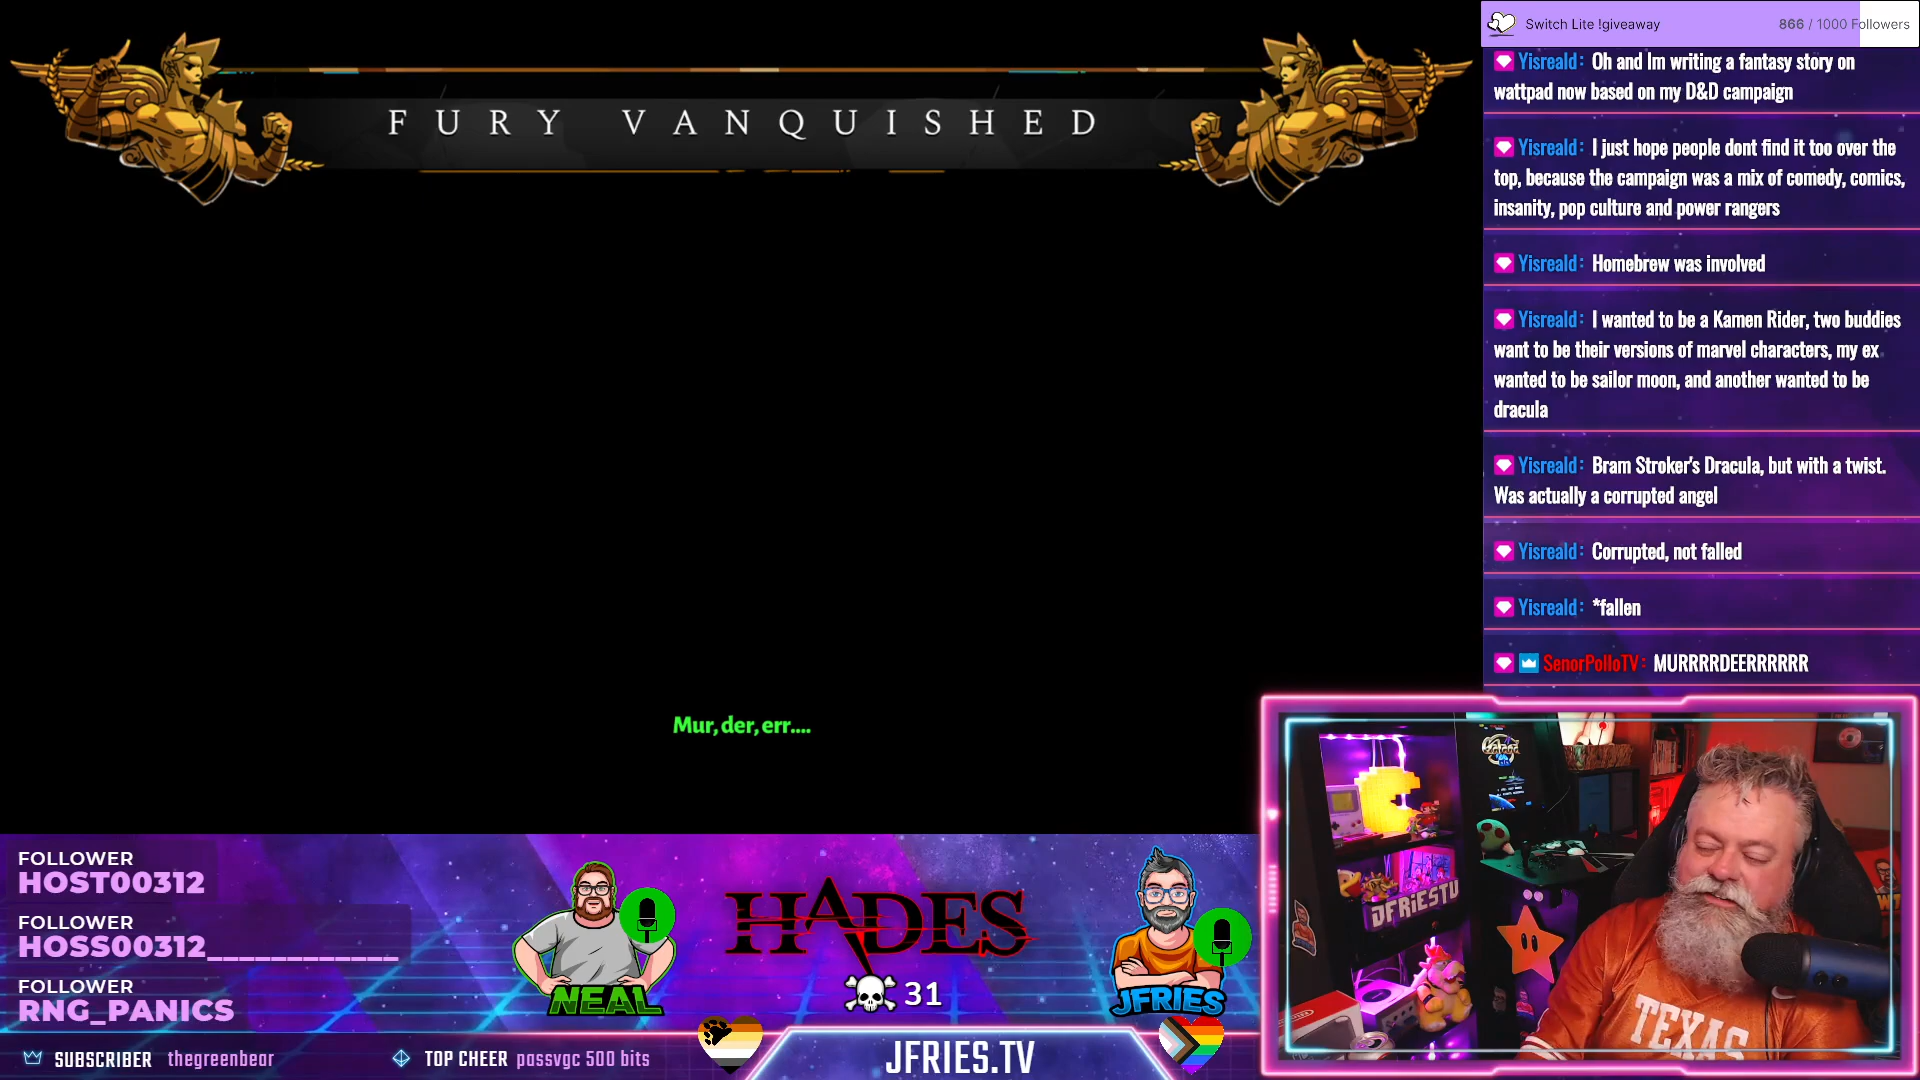 FURY VANQUISHED
Mur, der, err....
Switch Lite !giveaway
866 / 1000 Followers
Yisreald: Oh and Im writing a fantasy story on
wattpad now based on my D&D campaign
Yisreald: I just hope people dont find it too over the
top, because the campaign was a mix of comedy, comics,
insanity, pop culture and power rangers
Yisreald: Homebrew was involved
Yisreald: I wanted to be a Kamen Rider, two buddies
want to be their versions of marvel characters, my ex
wanted to be sailor moon, and another wanted to be
dracula
Yisreald: Bram Stroker's Dracula, but with a twist.
Was actually a corrupted angel
Yisreald: Corrupted, not falled
Yisreald: *fallen
SenorPolloTV: MURRRRDEERRRRRR
FOLLOWER
HOST00312
FOLLOWER
HOSS00312____________
FOLLOWER
RNG_PANICS
NEAL
HADES
31
JFRIES
SUBSCRIBER thegreenbear
TOP CHEER passvgc 500 bits
JFRIES.TV
DFRIESTV
TEXAS